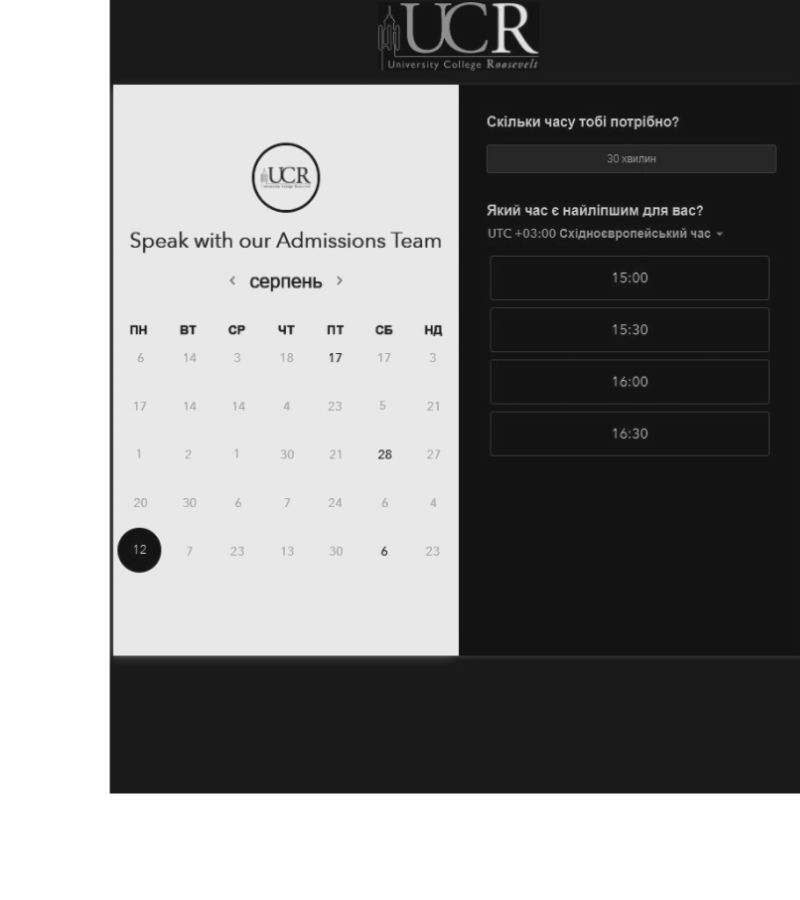 UCR
University College Roosevelt
UCR
Speak with our Admissions Team
серпень
ПН ВТ СР ЧТ ПТ СБ НД
6 14 3 18 17 17 3
17 14 14 4 23 5 21
1 2 1 30 21 28 27
20 30 6 7 24 6 4
12 7 23 13 30 6 23
Скільки часу тобі потрібно?
30 хвилин
Який час є найліпшим для вас?
UTC +03:00 Східноєвропейський час
15:00
15:30
16:00
16:30